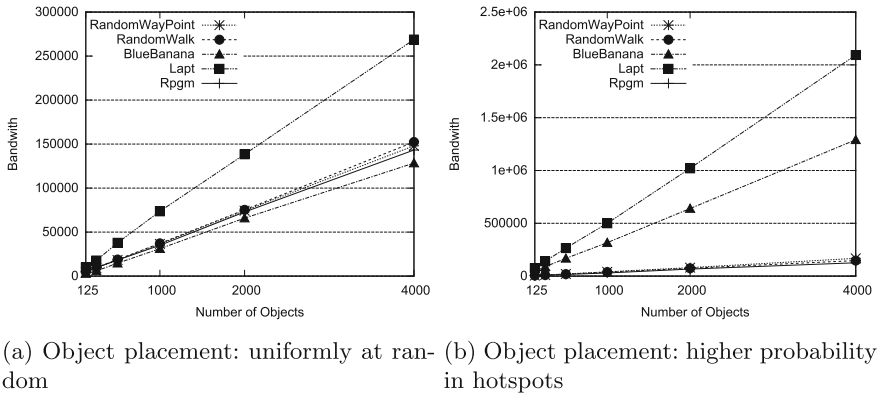 300000
250000
200000
150000
100000
50000
0
Bandwith
RandomWayPoint
RandomWalk
BlueBanana
Lapt
Rpgm
125
1000
2000
4000
Number of Objects
2.5e+06
2e+06
1.5e+06
1e+06
500000
0
Bandwith
RandomWayPoint
RandomWalk
BlueBanana
Lapt
Rpgm
125
1000
2000
4000
Number of Objects
(a) Object placement: uniformly at ran-
dom
(b) Object placement: higher probability
in hotspots